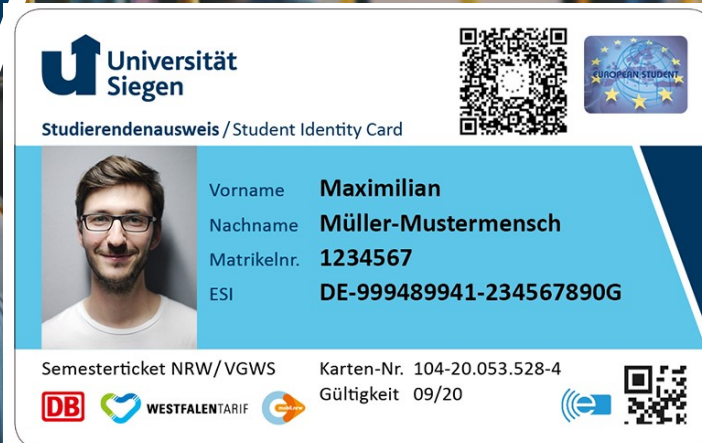 Universität
Siegen
EUROPEAN STUDENT
Studierendenausweis / Student Identity Card
Vorname Maximilian
Nachname Müller-Mustermensch
Matrikelnr. 1234567
ESI DE-999489941-234567890G
Semesterticket NRW / VGWS
Karten-Nr. 104-20.053.528-4
Gültigkeit 09/20
DB
WESTFALENTARIF